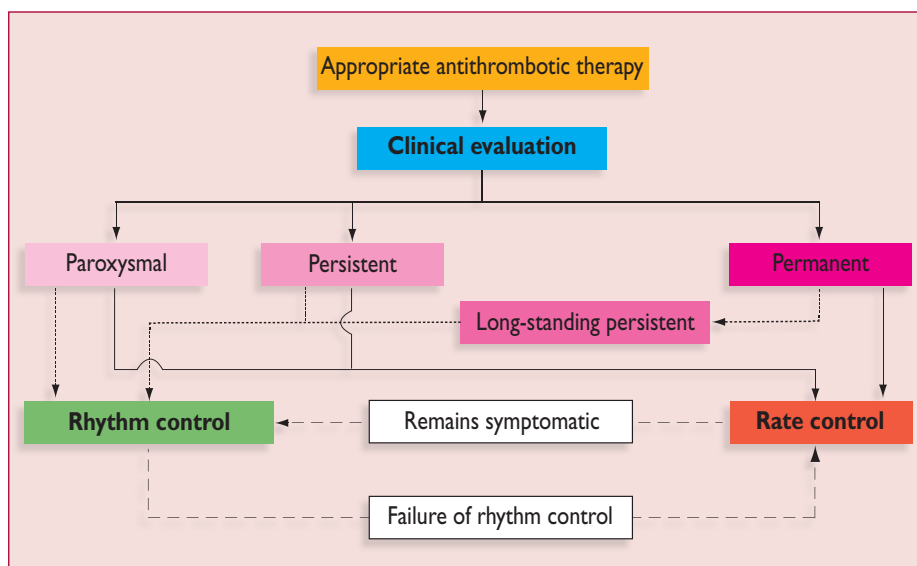 Appropriate antithrombotic therapy
Clinical evaluation
Paroxysmal
Persistent
Permanent
Long-standing persistent
Rhythm control
Remains symptomatic
Rate control
Failure of rhythm control